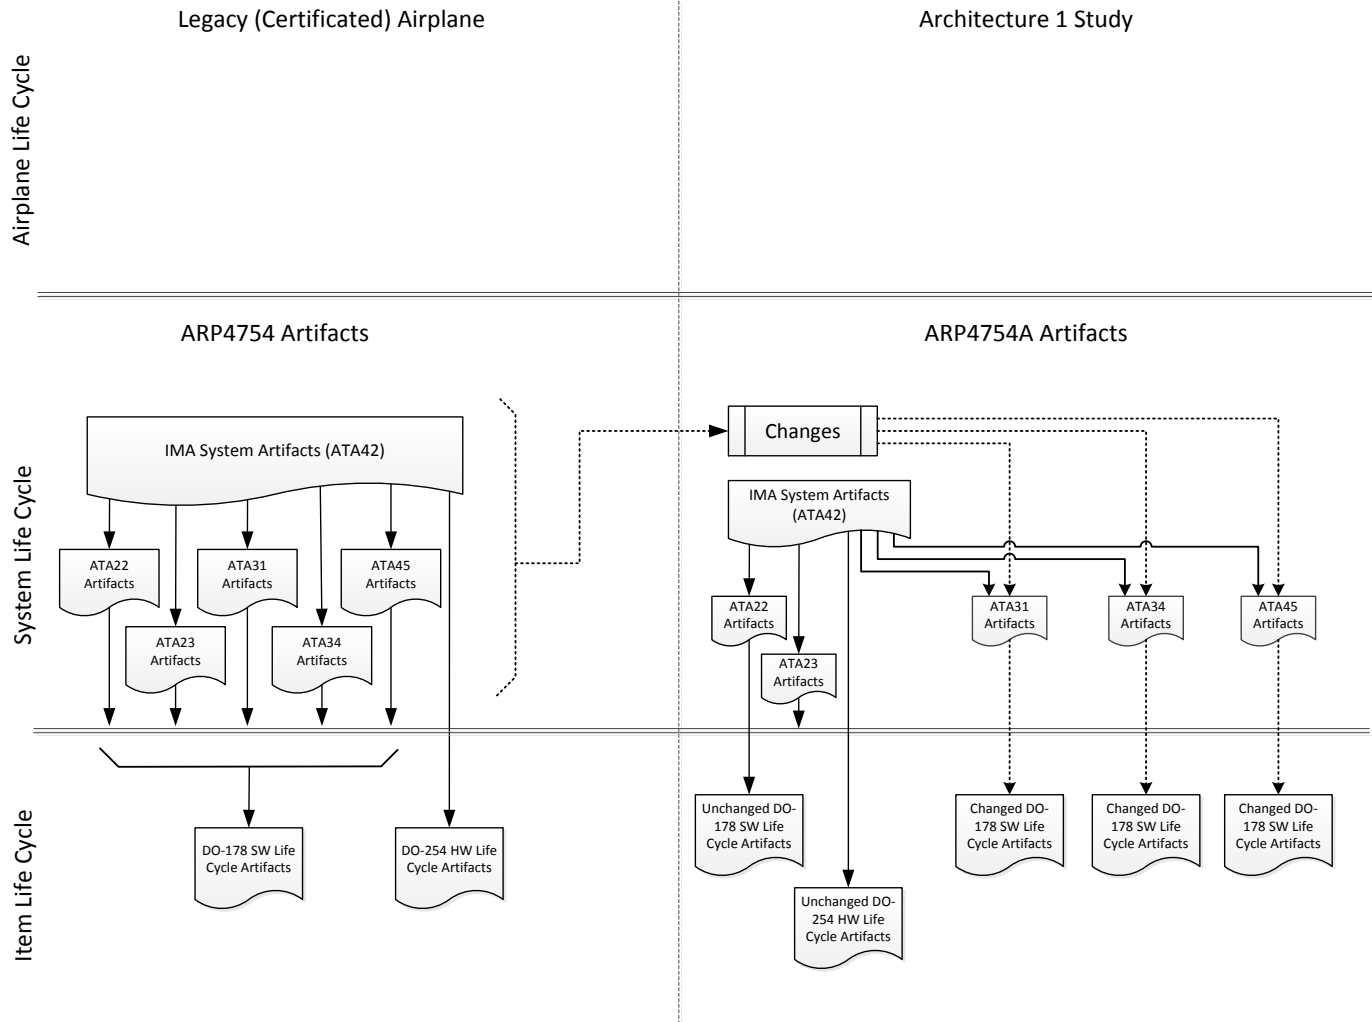 Legacy (Certificated) Airplane
Architecture 1 Study
Airplane Life Cycle
ARP4754 Artifacts
ARP4754A Artifacts
System Life Cycle
IMA System Artifacts (ATA42)
ATA22
Artifacts
ATA31
Artifacts
ATA45
Artifacts
ATA23
Artifacts
ATA34
Artifacts
Changes
IMA System Artifacts
(ATA42)
ATA22
Artifacts
ATA31
Artifacts
ATA34
Artifacts
ATA45
Artifacts
ATA23
Artifacts
Item Life Cycle
DO-178 SW Life
Cycle Artifacts
DO-254 HW Life
Cycle Artifacts
Unchanged DO-
178 SW Life
Cycle Artifacts
Changed DO-
178 SW Life
Cycle Artifacts
Changed DO-
178 SW Life
Cycle Artifacts
Changed DO-
178 SW Life
Cycle Artifacts
Unchanged DO-
254 HW Life
Cycle Artifacts